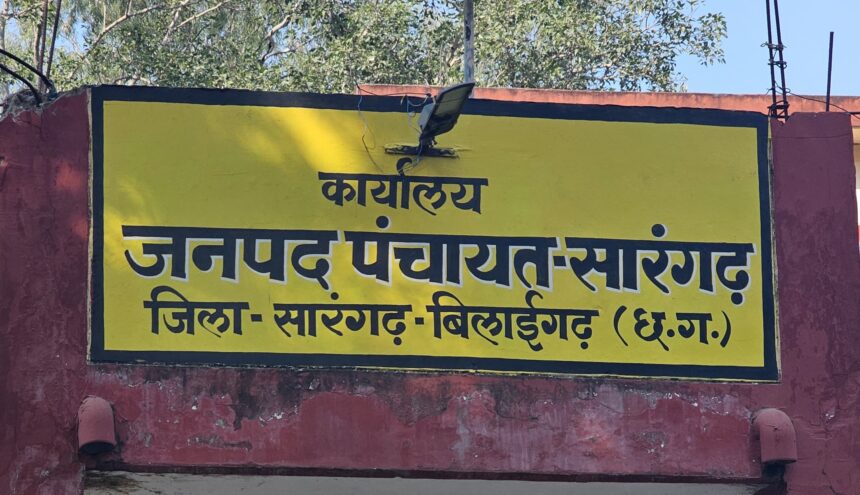 कार्यालय
जनपद पंचायत-सारंगढ़
जिला - सारंगढ़ - बिलाईगढ़ (छ.ग.)